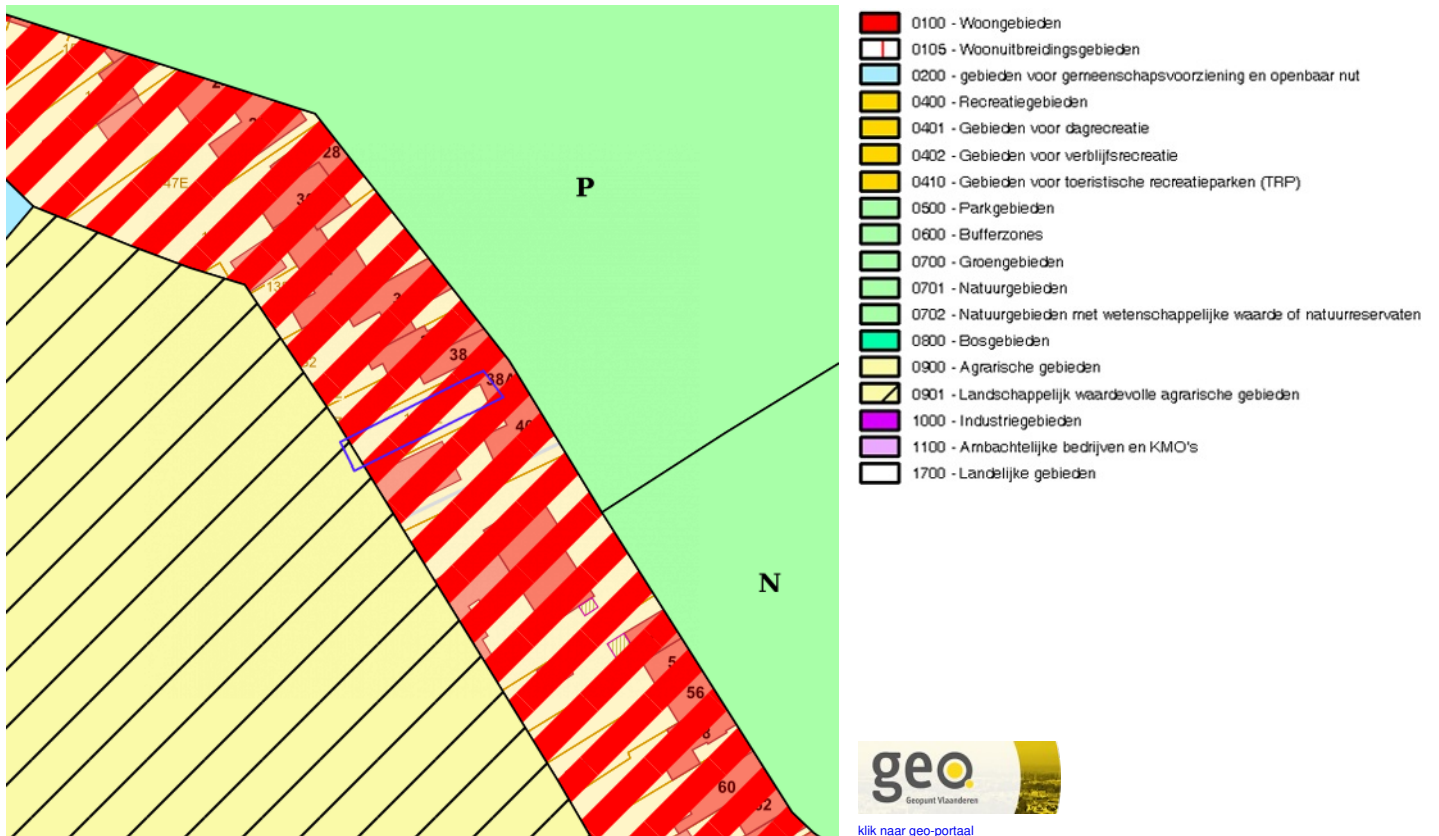 28
47E
P
38
38A
N
56
60
0100 - Woongebieden
0105 - Woonuitbreidingsgebieden
0200 - gebieden voor gemeenschapsvoorziening en openbaar nut
0400 - Recreatiegebieden
0401 - Gebieden voor dagrecreatie
0402 - Gebieden voor verblijfsrecreatie
0410 - Gebieden voor toeristische recreatieparken (TRP)
0500 - Parkgebieden
0600 - Bufferzones
0700 - Groengebieden
0701 - Natuurgebieden
0702 - Natuurgebieden met wetenschappelijke waarde of natuurreservaten
0800 - Bosgebieden
0900 - Agrarische gebieden
0901 - Landschappelijk waardevolle agrarische gebieden
1000 - Industriegebieden
1100 - Ambachtelijke bedrijven en KMO's
1700 - Landelijke gebieden
geo
Geopunt Vlaanderen
klik naar geo-portaal